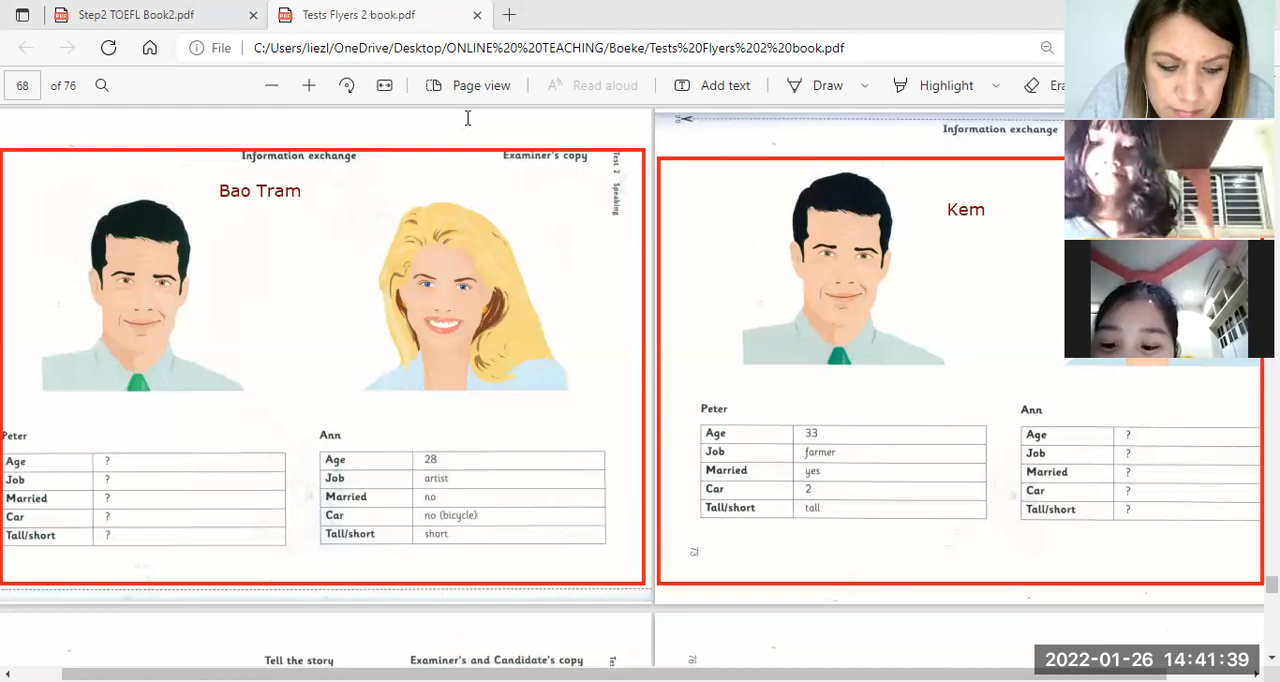 Step2 TOEFL Book2.pdf
Tests Flyers 2 book.pdf
File
C:/Users/liezl/OneDrive/Desktop/ONLINE%20%20TEACHING/Boeke/Tests%20Flyers%202%20book.pdf
68 of 76
Page view
Read aloud
Add text
Draw
Highlight
Era
Information exchange
Examiner's copy
Test 2 Speaking
Bao Tram
Peter
Age ?
Job ?
Married ?
Car ?
Tall/short ?
Ann
Age 28
Job artist
Married no
Car no (bicycle)
Tall/short short
Information exchange
Kem
Peter
Age 33
Job farmer
Married yes
Car 2
Tall/short tall
73
Ann
Age ?
Job ?
Married ?
Car ?
Tall/short ?
Tell the story
Examiner's and Candidate's copy
2022-01-26 14:41:39